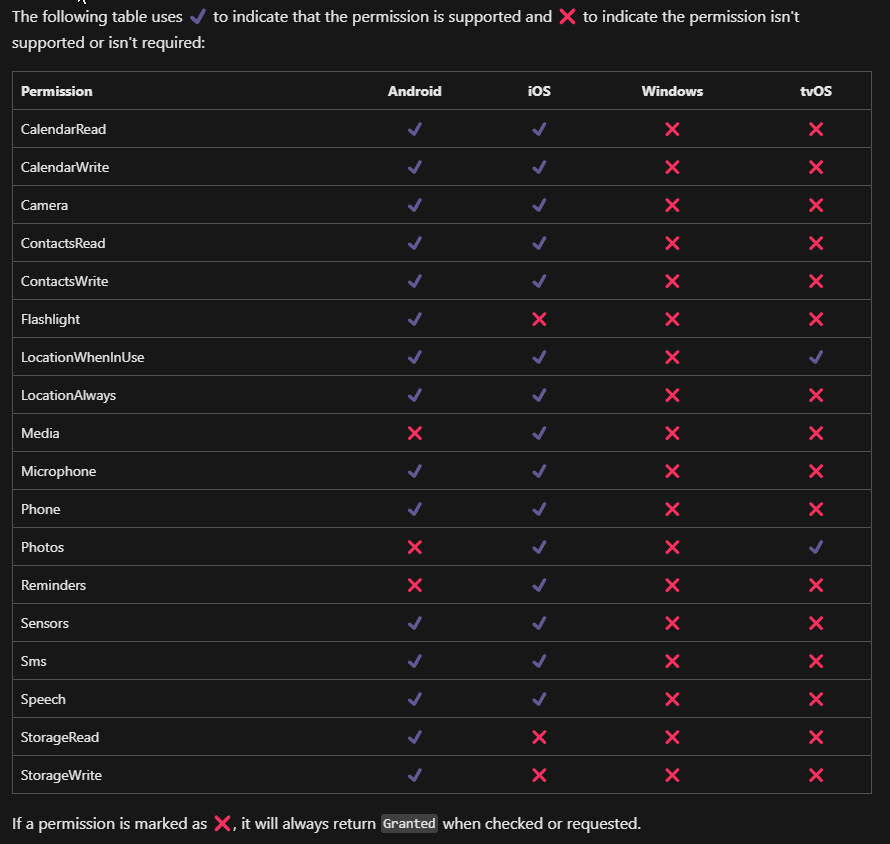 The following table uses ✔ to indicate that the permission is supported and ❌ to indicate the permission isn't
supported or isn't required:
Permission Android iOS Windows tvOS
CalendarRead ✔ ✔ ❌ ❌
CalendarWrite ✔ ✔ ❌ ❌
Camera ✔ ✔ ❌ ❌
ContactsRead ✔ ✔ ❌ ❌
ContactsWrite ✔ ✔ ❌ ❌
Flashlight ✔ ❌ ❌ ❌
LocationWhenInUse ✔ ✔ ❌ ✔
LocationAlways ✔ ✔ ❌ ❌
Media ❌ ✔ ❌ ❌
Microphone ✔ ✔ ❌ ❌
Phone ✔ ✔ ❌ ❌
Photos ❌ ✔ ❌ ✔
Reminders ❌ ✔ ❌ ❌
Sensors ✔ ✔ ❌ ❌
Sms ✔ ✔ ❌ ❌
Speech ✔ ✔ ❌ ❌
StorageRead ✔ ❌ ❌ ❌
StorageWrite ✔ ❌ ❌ ❌
If a permission is marked as ❌, it will always return Granted when checked or requested.